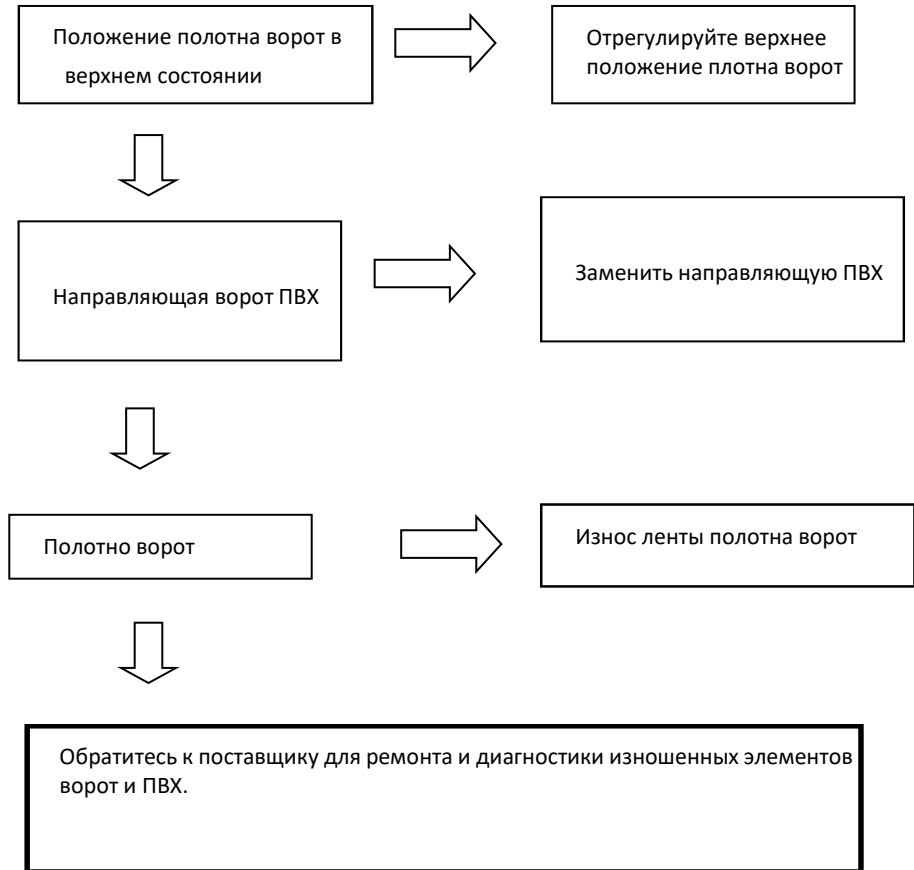 Положение полотна ворот в
верхнем состоянии
Отрегулируйте верхнее
положение плотна ворот
Направляющая ворот ПВХ
Заменить направляющую ПВХ
Полотно ворот
Износ ленты полотна ворот
Обратитесь к поставщику для ремонта и диагностики изношенных элементов
ворот и ПВХ.